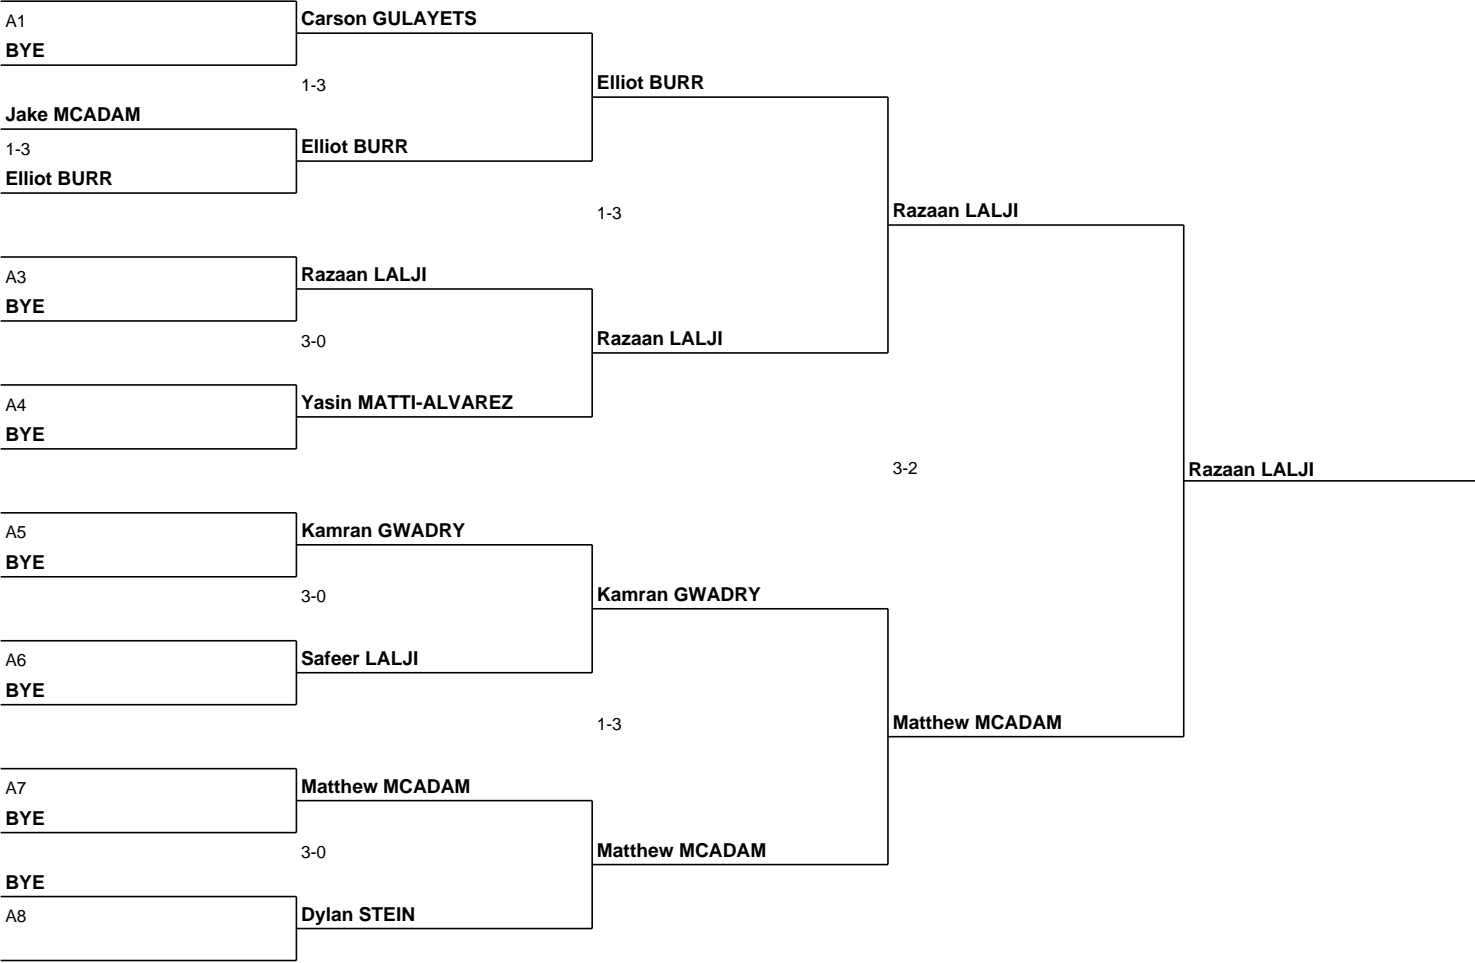 A1
BYE
Carson GULAYETS
1-3
Jake MCADAM
1-3
Elliot BURR
Elliot BURR
Elliot BURR
1-3
A3
BYE
Razaan LALJI
3-0
A4
BYE
Yasin MATTI-ALVAREZ
Razaan LALJI
Razaan LALJI
3-2
A5
BYE
Kamran GWADRY
3-0
A6
BYE
Safeer LALJI
Kamran GWADRY
1-3
A7
BYE
Matthew MCADAM
3-0
BYE
A8
Dylan STEIN
Matthew MCADAM
Matthew MCADAM
Razaan LALJI